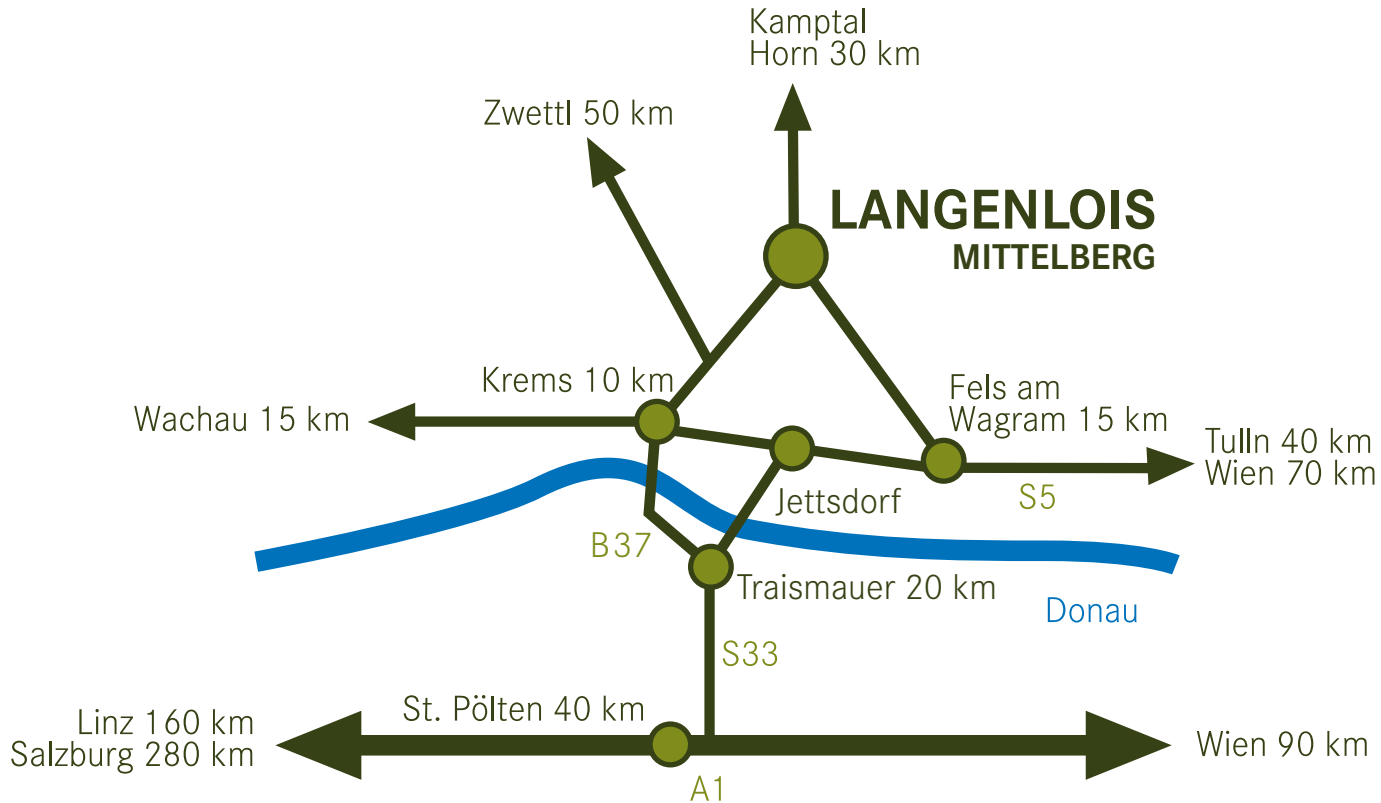 Kamptal
Horn 30 km
Zwettl 50 km
LANGENLOIS
MITTELBERG
Krems 10 km
Fels am
Wagram 15 km
Wachau 15 km
Tulln 40 km
Wien 70 km
Jettsdorf
S5
B37
Traismauer 20 km
Donau
S33
St. Pölten 40 km
Linz 160 km
Salzburg 280 km
Wien 90 km
A1